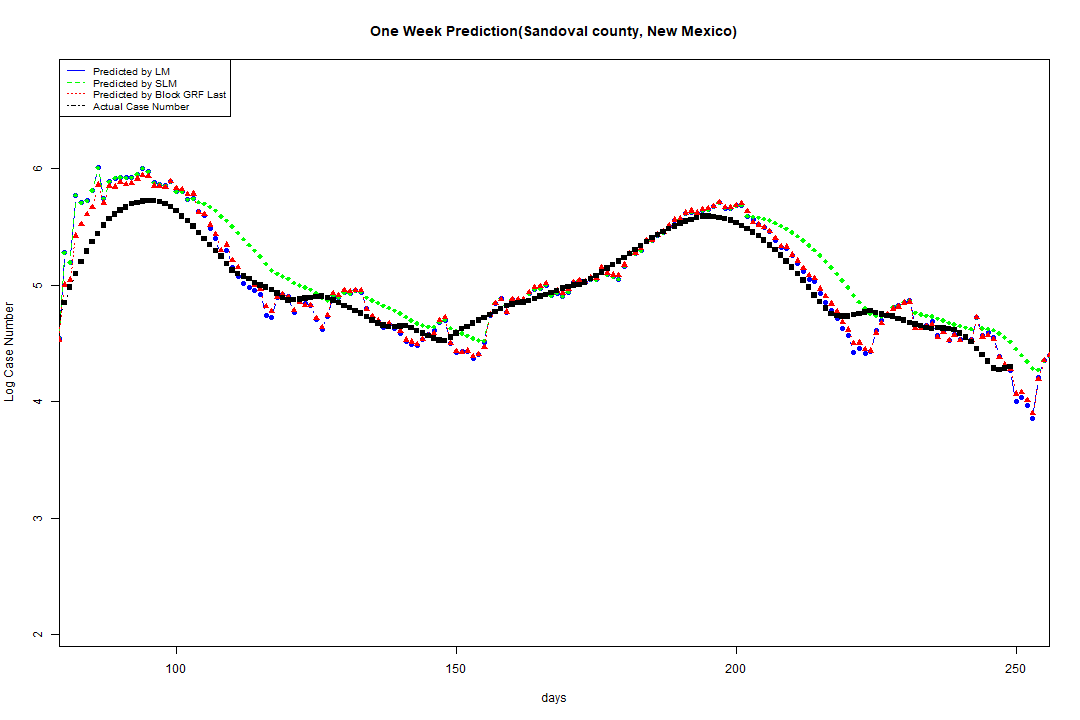 One Week Prediction(Sandoval county, New Mexico)
Predicted by LM
Predicted by SLM
Predicted by Block GRF Last
Actual Case Number
6
5
4
3
2
Log Case Number
100 150 200 250
days